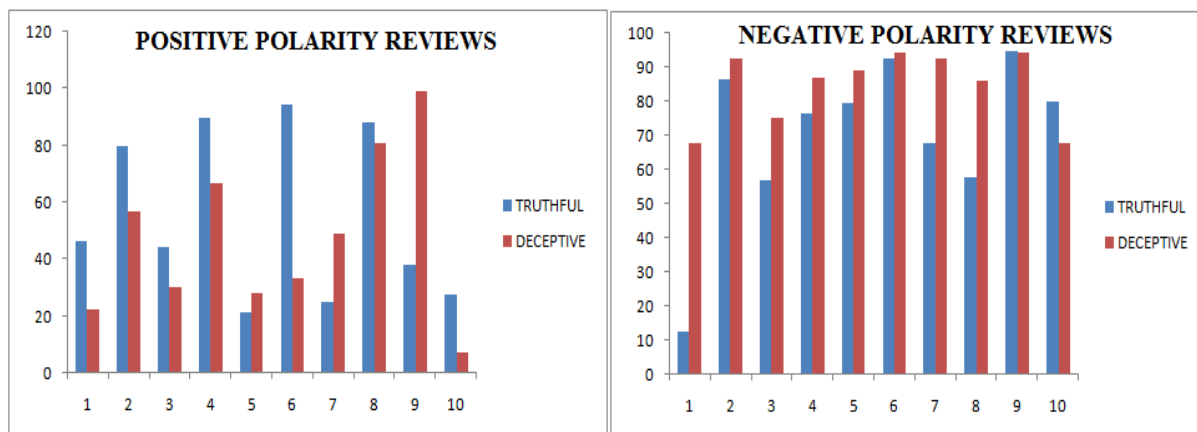 POSITIVE POLARITY REVIEWS
120
100
80
60
40
20
0
1 2 3 4 5 6 7 8 9 10
TRUTHFUL
DECEPTIVE
NEGATIVE POLARITY REVIEWS
100
90
80
70
60
50
40
30
20
10
0
1 2 3 4 5 6 7 8 9 10
TRUTHFUL
DECEPTIVE